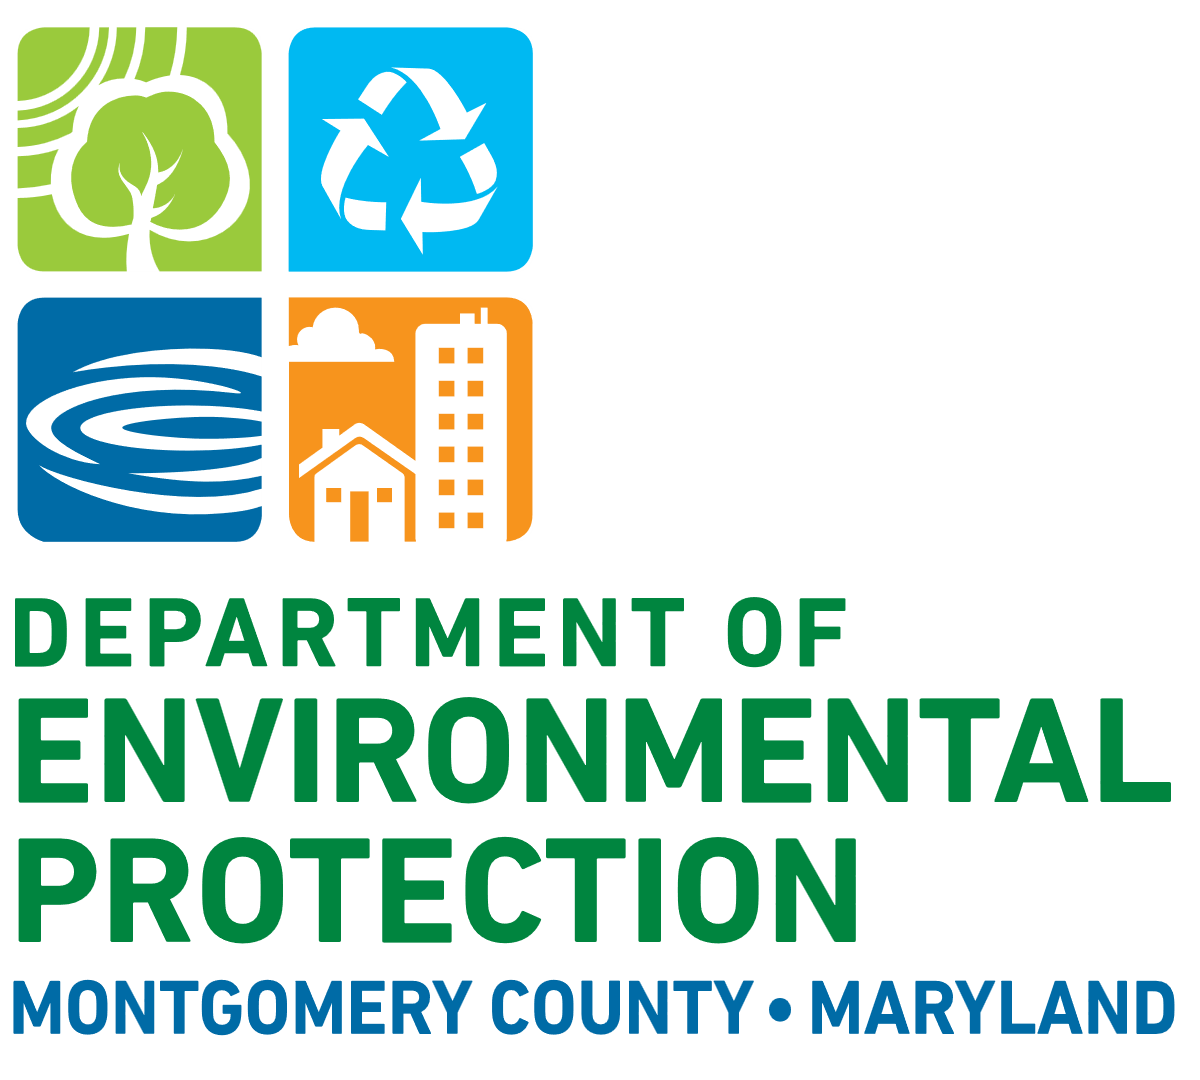 DEPARTMENT OF
ENVIRONMENTAL
PROTECTION
MONTGOMERY COUNTY • MARYLAND